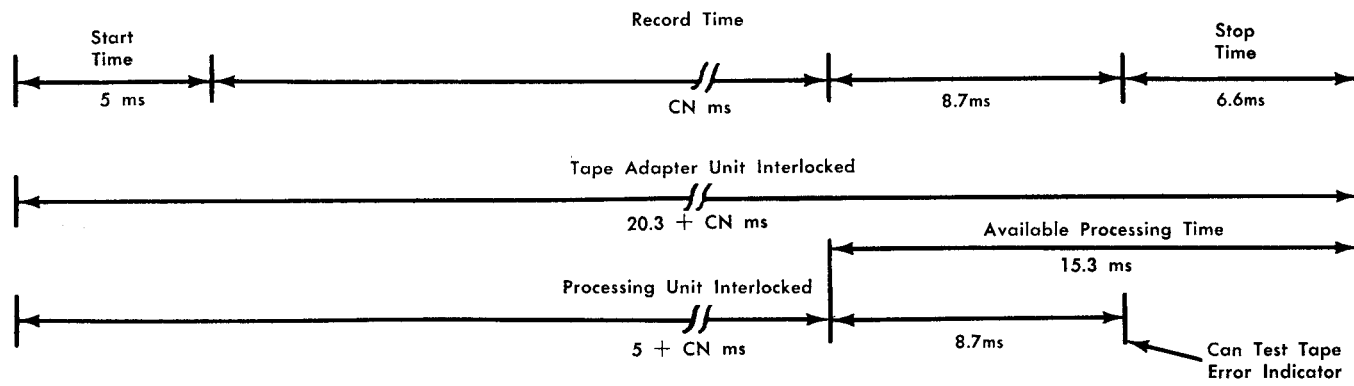 Record Time
Start
Time
Stop
Time
5 ms
CN ms
8.7ms
6.6ms
Tape Adapter Unit Interlocked
20.3 + CN ms
Available Processing Time
15.3 ms
Processing Unit Interlocked
5 + CN ms
8.7ms
Can Test Tape
Error Indicator